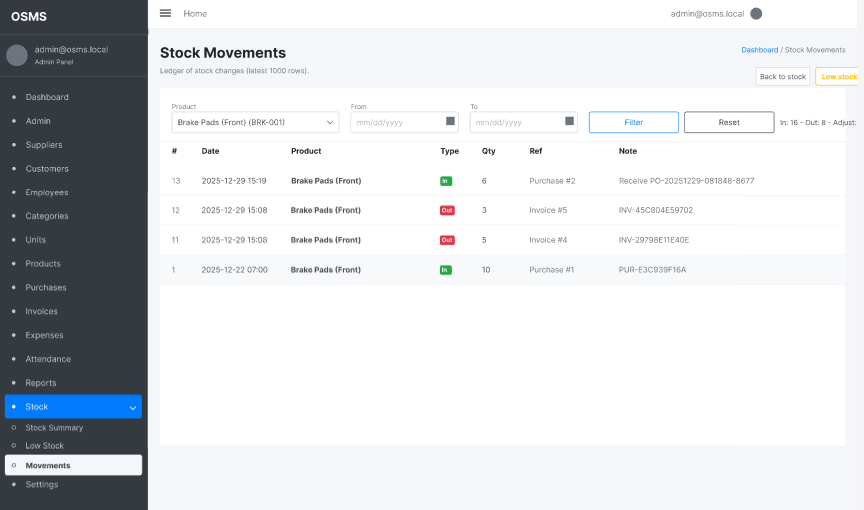 OSMS
Home
admin@osms.local
admin@osms.local
Admin Panel
Dashboard
Admin
Suppliers
Customers
Employees
Categories
Units
Products
Purchases
Invoices
Expenses
Attendance
Reports
Stock
Stock Summary
Low Stock
Movements
Settings
Stock Movements
Dashboard / Stock Movements
Ledger of stock changes (latest 1000 rows).
Back to stock
Low stock
Product
From
To
Brake Pads (Front) (BRK-001)
mm/dd/yyyy
mm/dd/yyyy
Filter
Reset
In: 16 - Out: 8 - Adjust:
# Date Product Type Qty Ref Note
13 2025-12-29 15:19 Brake Pads (Front) In 6 Purchase #2 Receive PO-20251229-081848-8677
12 2025-12-29 15:08 Brake Pads (Front) Out 3 Invoice #5 INV-45C804E59702
11 2025-12-29 15:08 Brake Pads (Front) Out 5 Invoice #4 INV-29798E11E40E
1 2025-12-22 07:00 Brake Pads (Front) In 10 Purchase #1 PUR-E3C939F16A